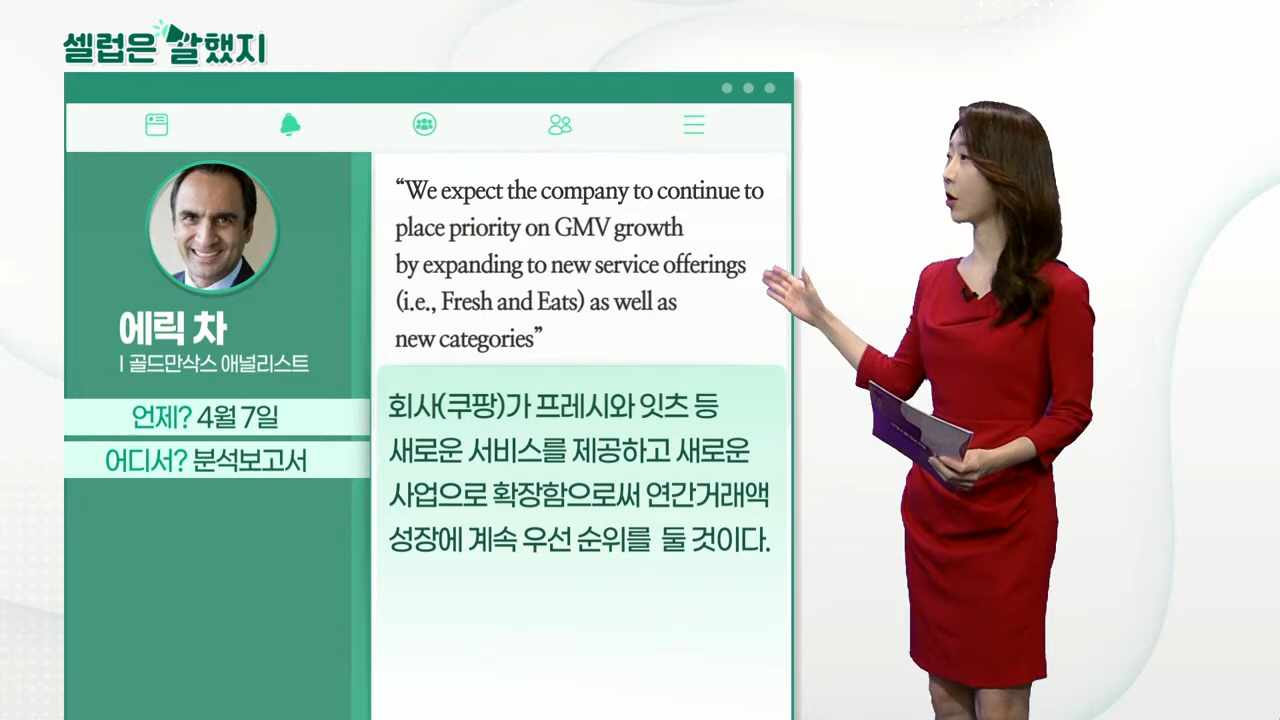 셀럽은 말했지
에릭 차
골드만삭스 애널리스트
언제? 4월 7일
어디서? 분석보고서
“We expect the company to continue to
place priority on GMV growth
by expanding to new service offerings
(i.e., Fresh and Eats) as well as
new categories”
회사(쿠팡)가 프레시와 잇츠 등
새로운 서비스를 제공하고 새로운
사업으로 확장함으로써 연간거래액
성장에 계속 우선 순위를 둘 것이다.